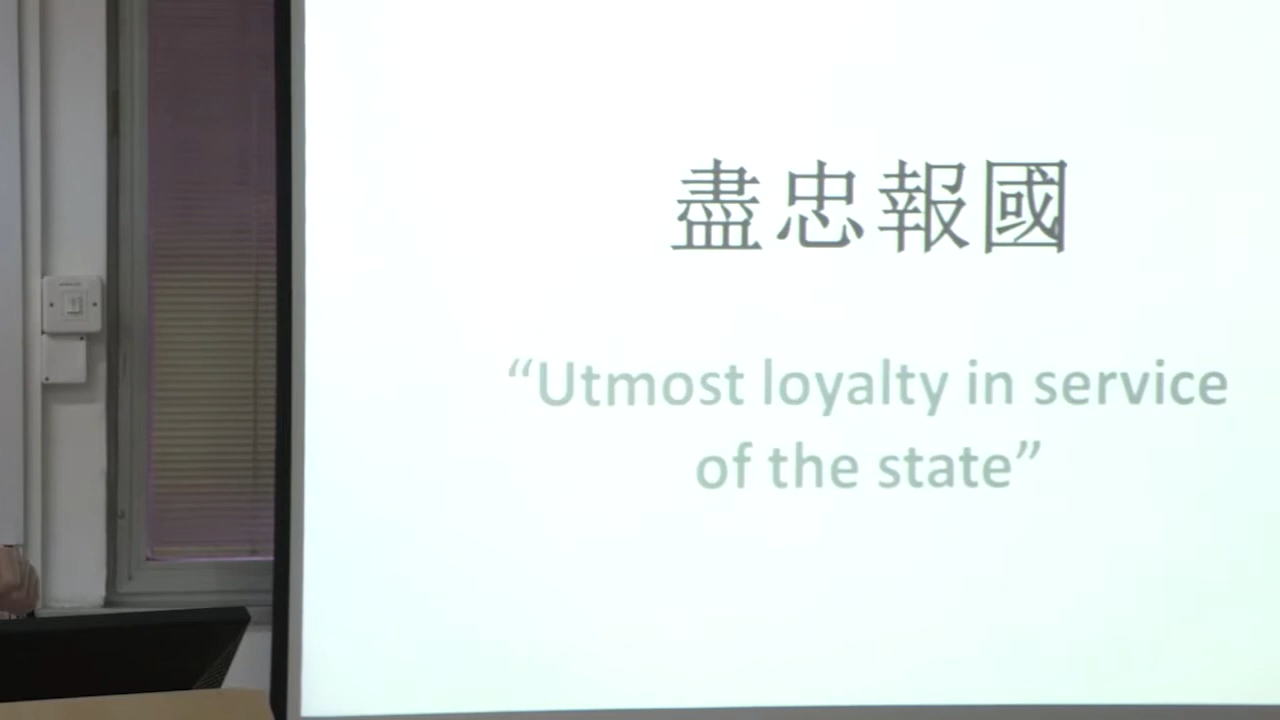 盡忠報國
“Utmost loyalty in service
of the state”